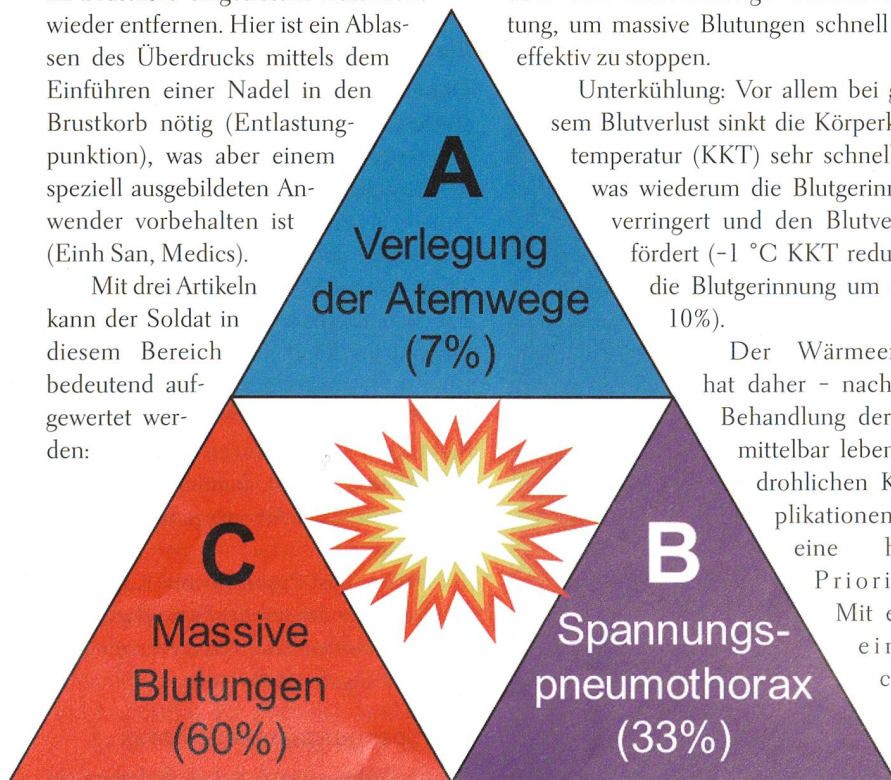 wieder entfernen. Hier ist ein Ablas-
sen des Überdrucks mittels dem
Einführen einer Nadel in den
Brustkorb nötig (Entlastung-
punktion), was aber einem
speziell ausgebildeten An-
wender vorbehalten ist
(Einh San, Medics).
Mit drei Artikeln
kann der Soldat in
diesem Bereich
bedeutend auf-
gewertet wer-
den:
A
Verlegung
der Atemwege
(7%)
C
Massive
Blutungen
(60%)
B
Spannungs-
pneumothorax
(33%)
tung, um massive Blutungen schnell
effektiv zu stoppen.
Unterkühlung: Vor allem bei
sem Blutverlust sinkt die Körperk
temperatur (KKT) sehr schnell
was wiederum die Blutgerinn
verringert und den Blutver
fördert (-1 °C KKT redu
die Blutgerinnung um
10%).
Der Wärmeer
hat daher - nach
Behandlung der
mittelbar leben
drohlichen K
plikationen
eine h
Priori
Mit e
ein
c